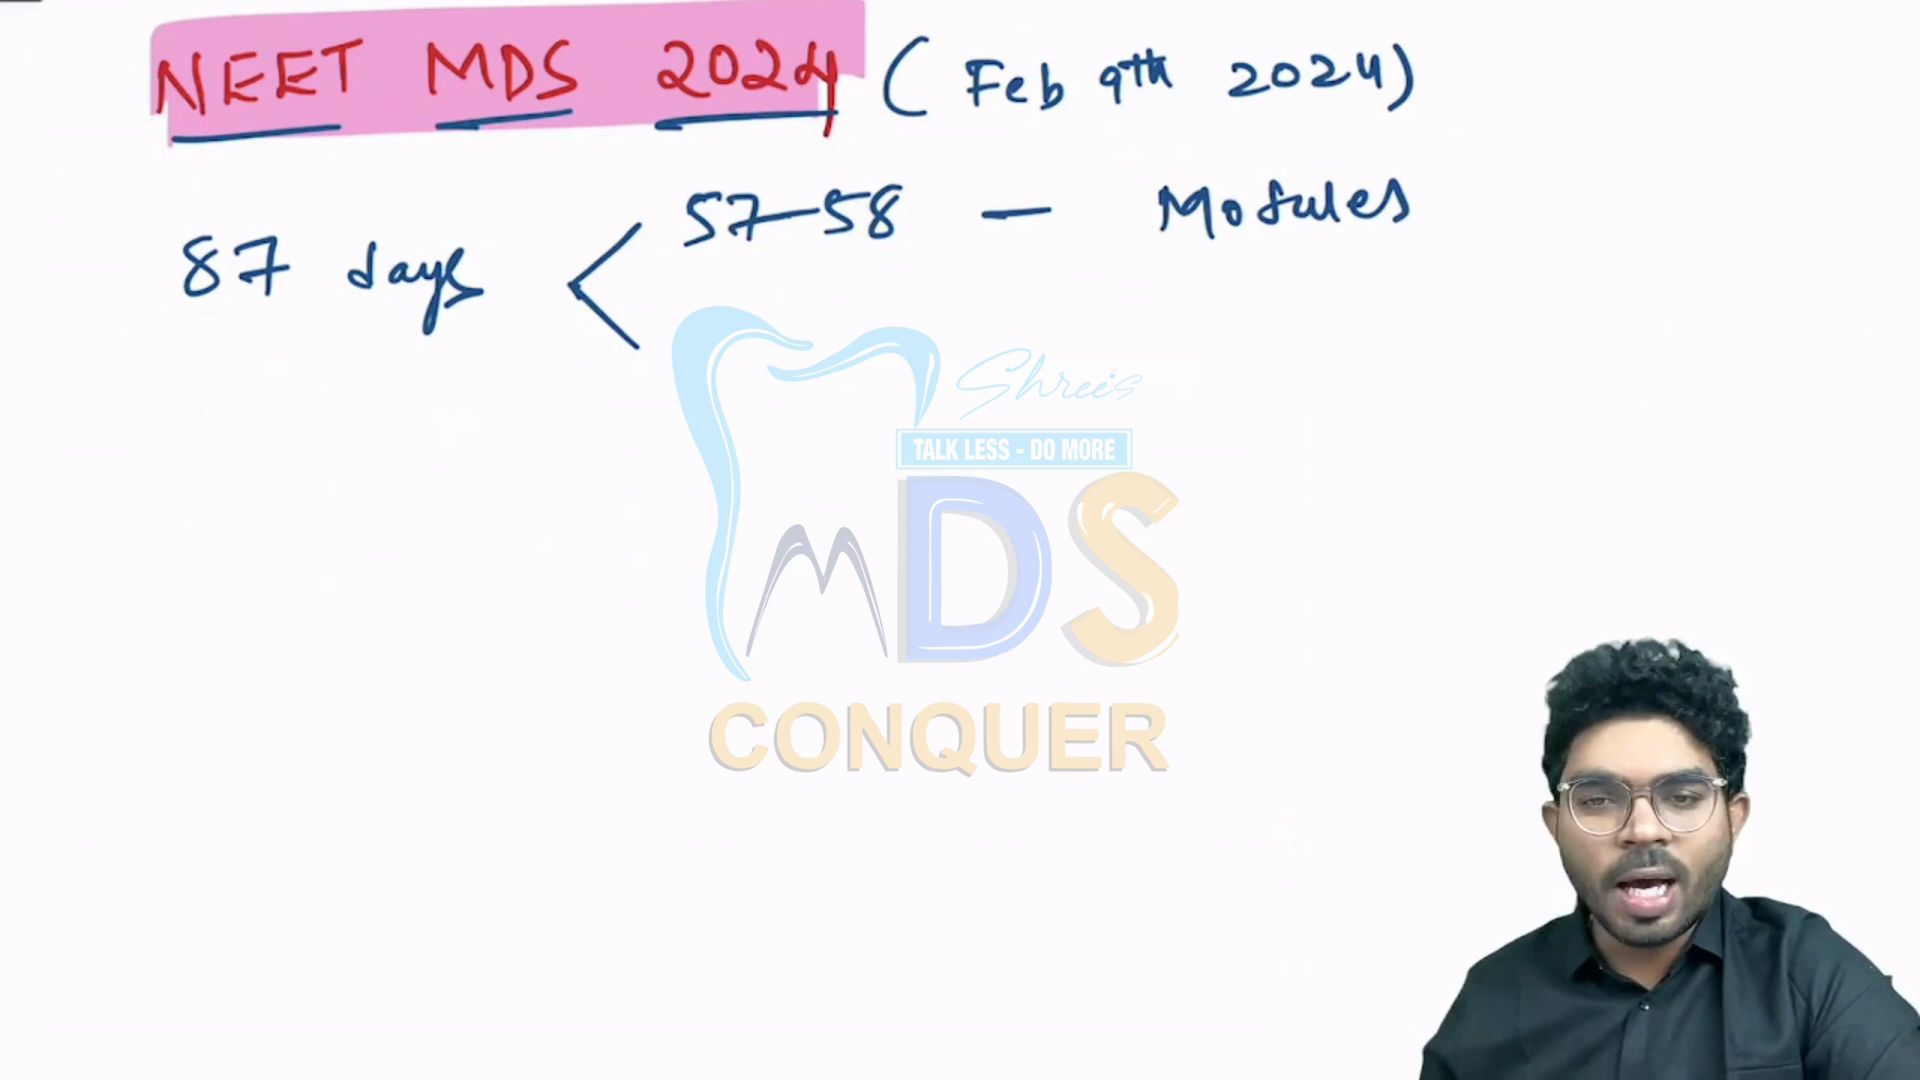 NEET MDS 2024 (Feb 9th 2024)
87 days < 57-58 - Modules
Shree's
TALK LESS - DO MORE
MDS
CONQUER